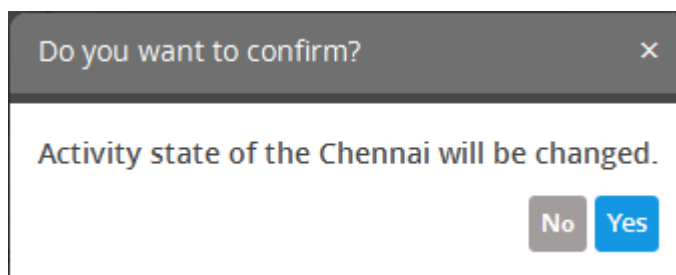 Do you want to confirm? ×
Activity state of the Chennai will be changed.
No Yes